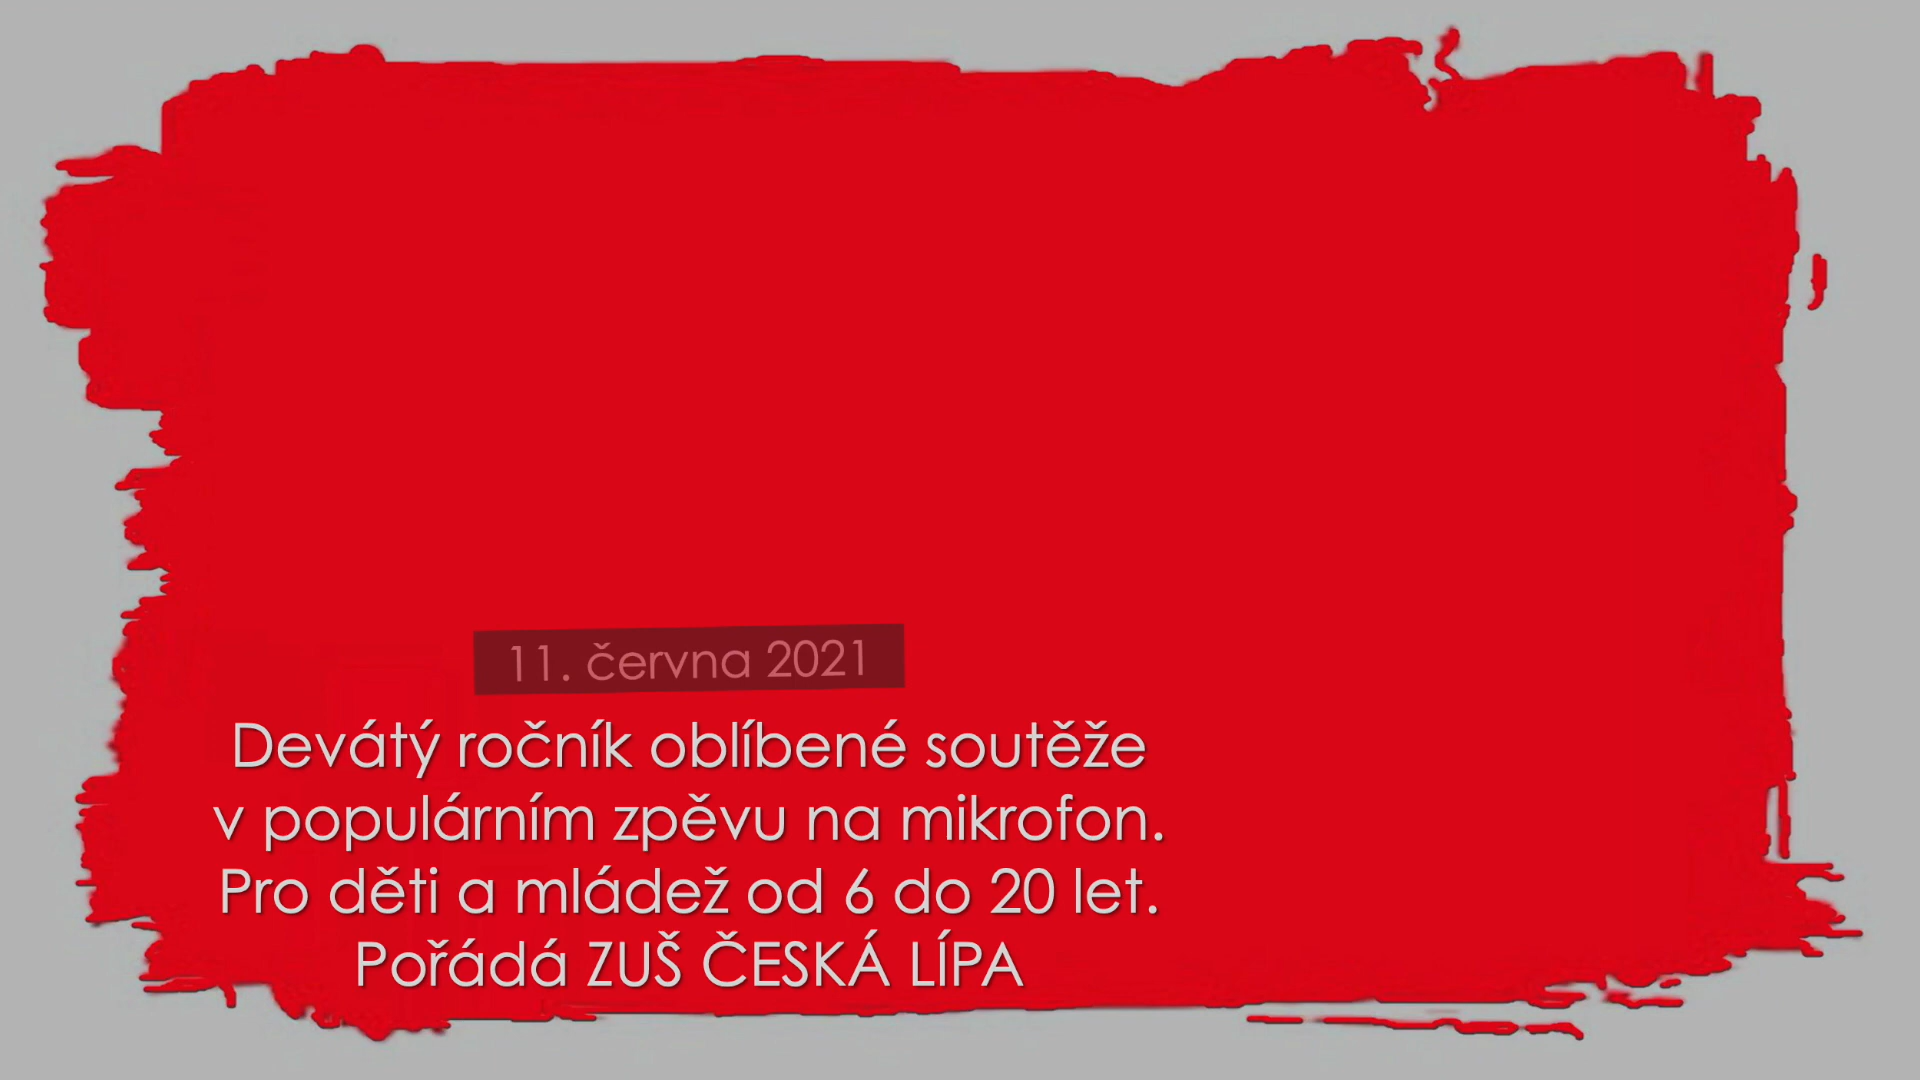 11. června 2021
Devátý ročník oblíbené soutěže
v populárním zpěvu na mikrofon.
Pro děti a mládež od 6 do 20 let.
Pořádá ZUŠ ČESKÁ LÍPA